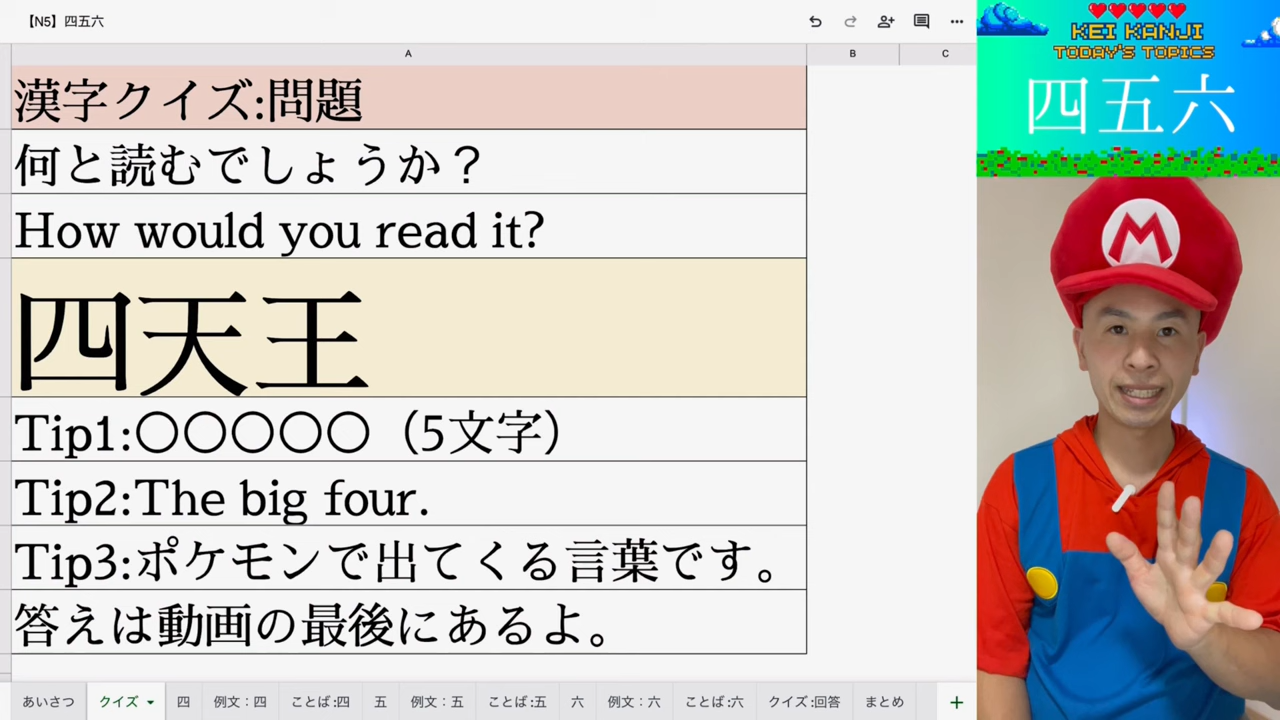 【N5】四五六
A
B
C
漢字クイズ:問題
何と読むでしょうか？
How would you read it?
四天王
Tip1:〇〇〇〇〇（5文字）
Tip2:The big four.
Tip3:ポケモンで出てくる言葉です。
答えは動画の最後にあるよ。
あいさつ
クイズ
四
例文：四
ことば:四
五
例文：五
ことば:五
六
例文：六
ことば:六
クイズ:回答
まとめ
KEI KANJI
TODAY'S TOPICS
四五六
M